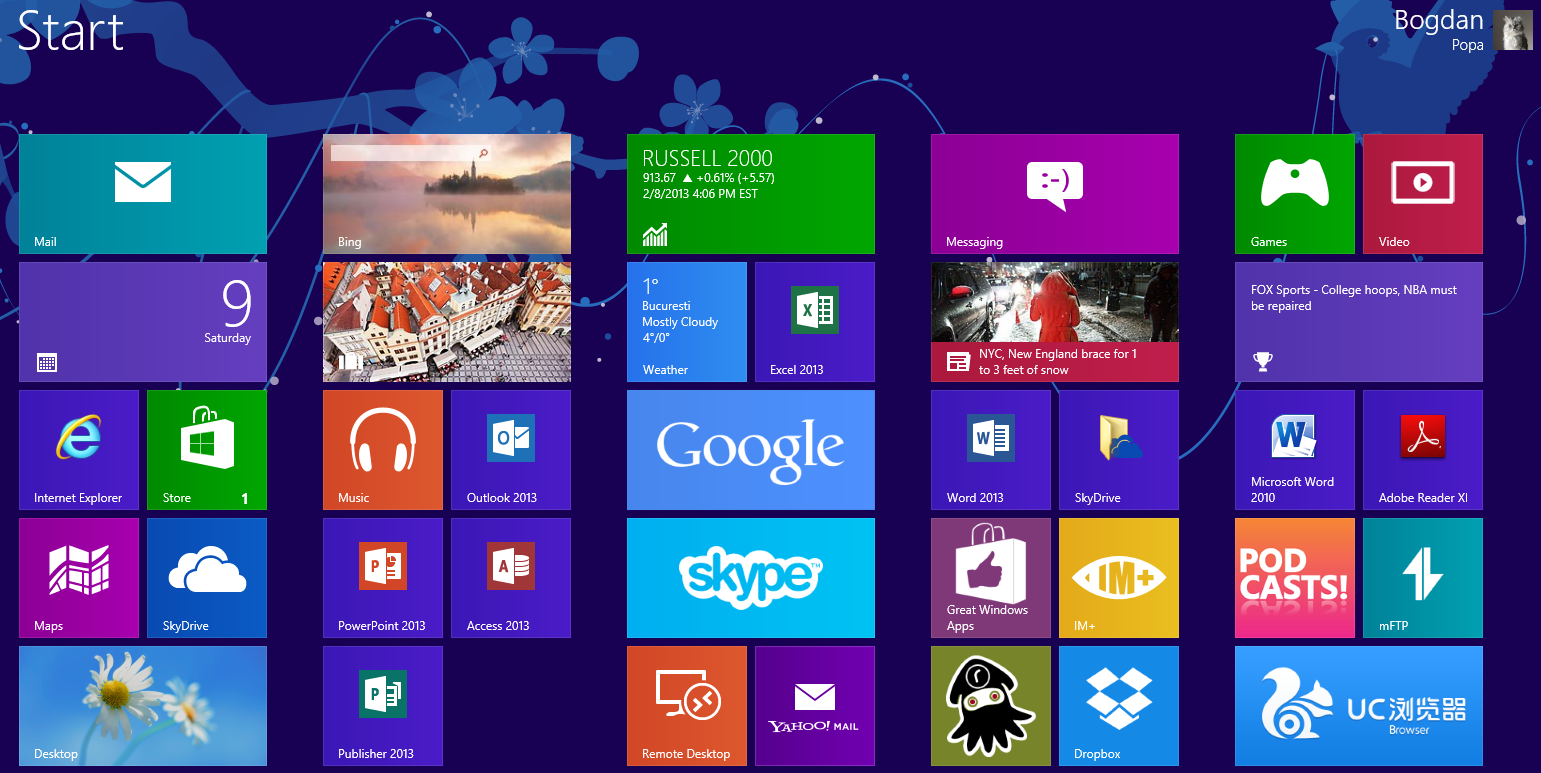 Start
Bogdan
Popa
Mail
Bing
RUSSELL 2000
913.67 ▲ +0.61% (+5.57)
2/8/2013 4:06 PM EST
Messaging
Games
Video
9
Saturday
1°
Bucuresti
Mostly Cloudy
4°/0°
Weather
X
Excel 2013
NYC, New England brace for 1
to 3 feet of snow
FOX Sports - College hoops, NBA must
be repaired
Internet Explorer
Store
1
Music
O
Outlook 2013
Google
W
Word 2013
SkyDrive
W
Microsoft Word
2010
Adobe Reader XI
Maps
SkyDrive
P
PowerPoint 2013
A
Access 2013
skype™
Great Windows
Apps
IM+
IM+
POD
CASTS!
mFTP
Desktop
P
Publisher 2013
Remote Desktop
YAHOO! MAIL
Dropbox
UC浏览器
Browser